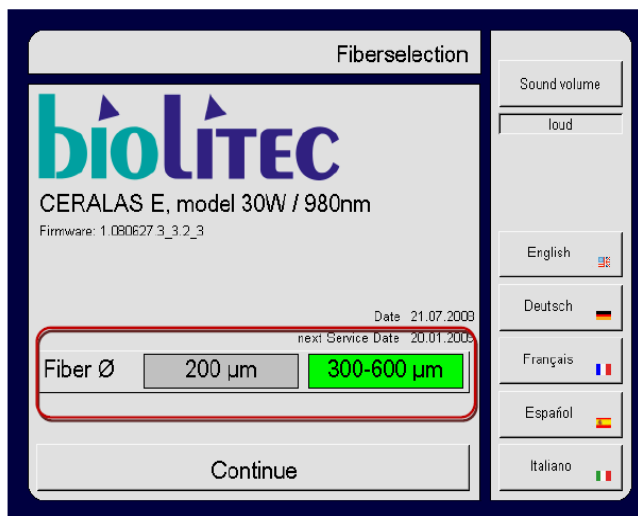 Fiberselection
biolitec
CERALAS E, model 30W / 980nm
Firmware: 1.080627.3_3.2_3
Date 21.07.2008
next Service Date 20.01.2009
Fiber Ø 200 µm 300-600 µm
Continue
Sound volume
loud
English
Deutsch
Français
Español
Italiano